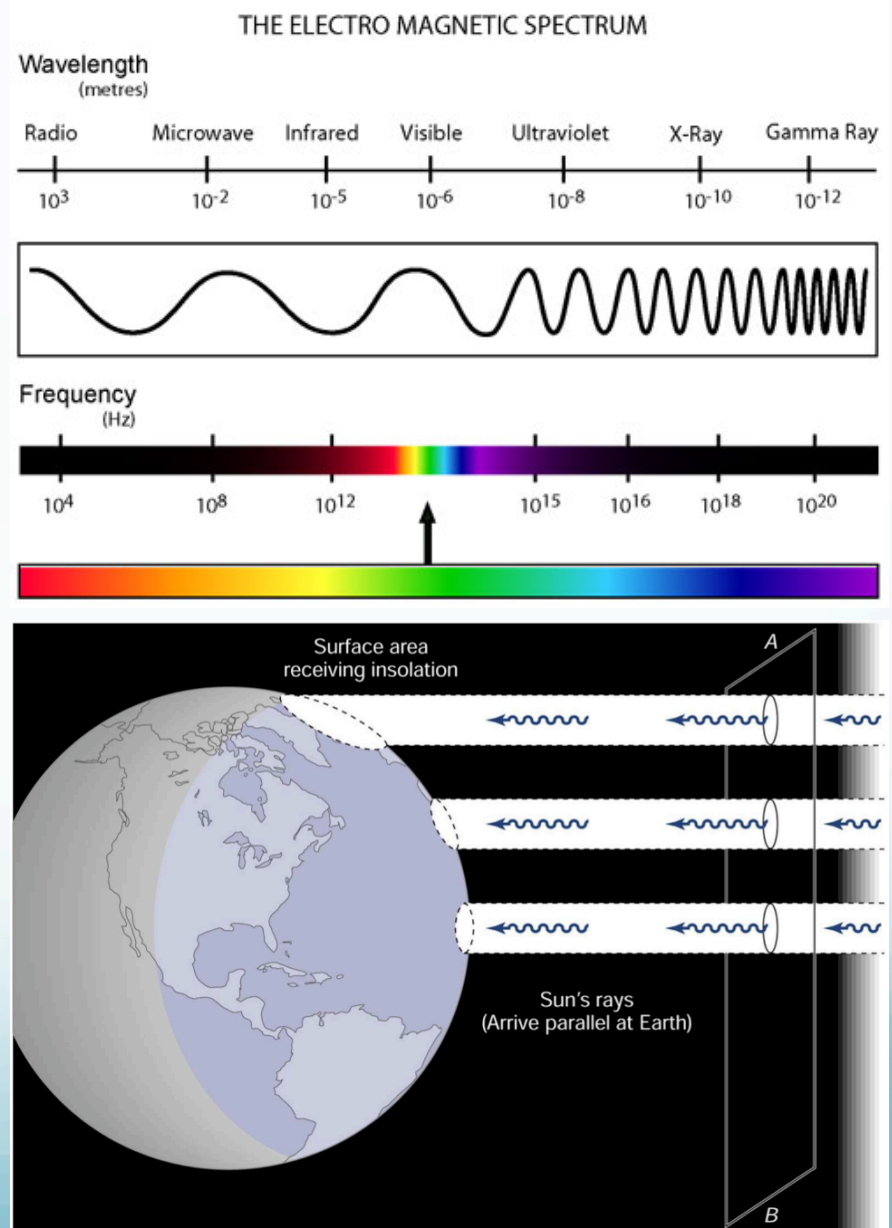 THE ELECTRO MAGNETIC SPECTRUM
Wavelength
(metres)
Radio Microwave Infrared Visible Ultraviolet X-Ray Gamma Ray
10³ 10⁻² 10⁻⁵ 10⁻⁶ 10⁻⁸ 10⁻¹⁰ 10⁻¹²
Frequency
(Hz)
10⁴ 10⁸ 10¹² 10¹⁵ 10¹⁶ 10¹⁸ 10²⁰
Surface area
receiving insolation
A
Sun's rays
(Arrive parallel at Earth)
B